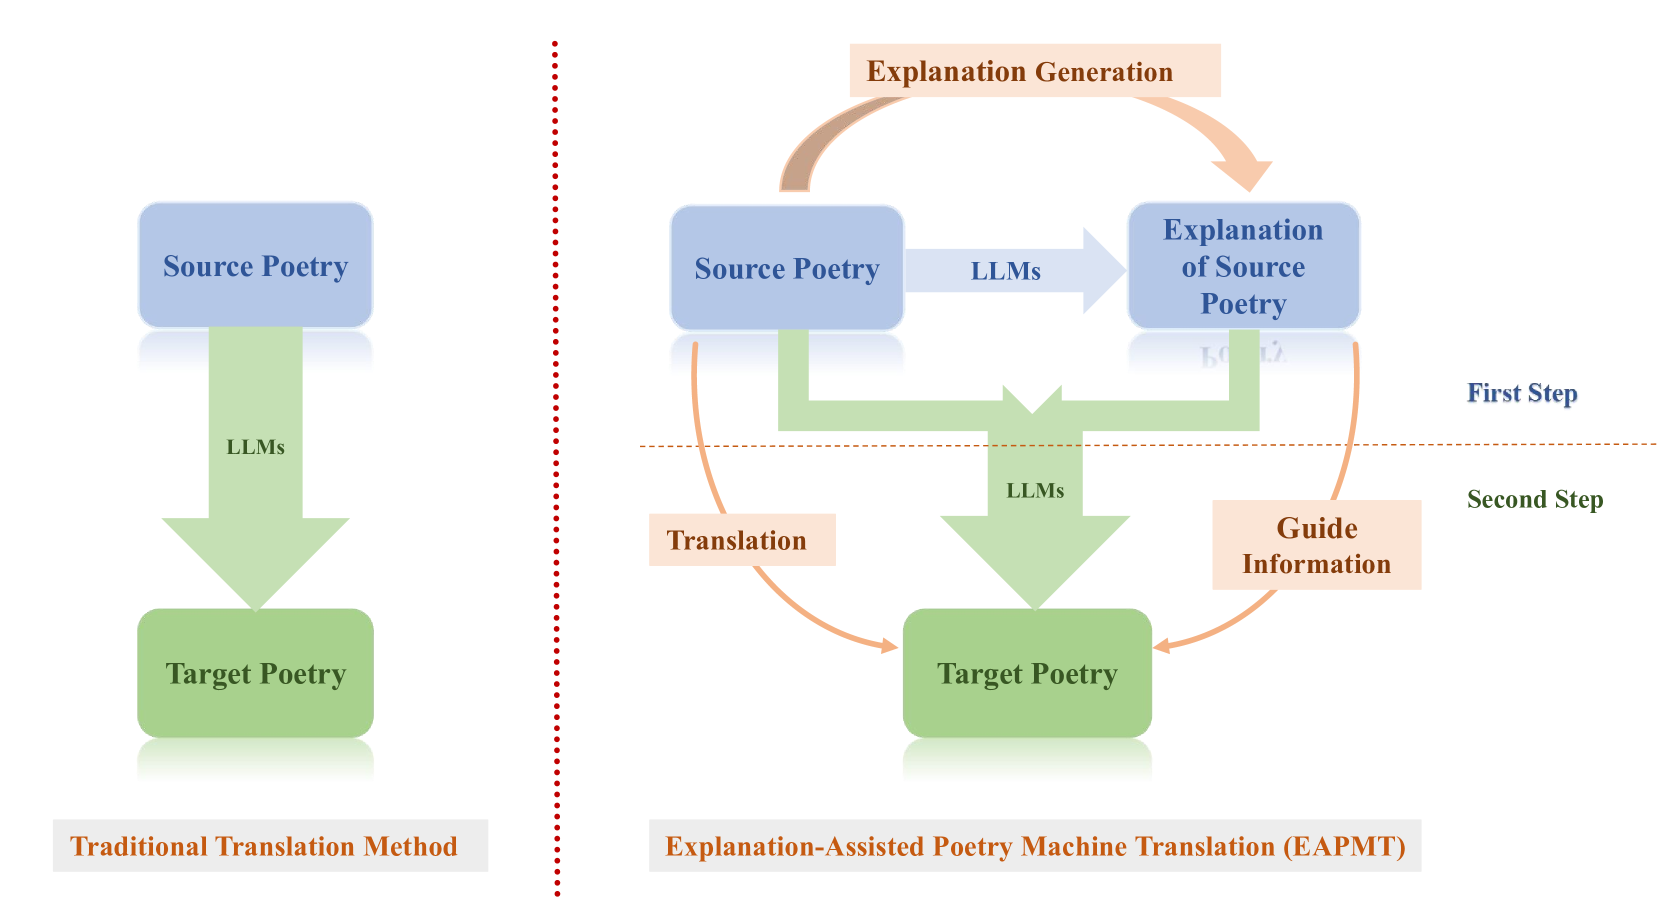 Source Poetry
LLMs
Target Poetry
Traditional Translation Method
Explanation Generation
Source Poetry
LLMs
Explanation
of Source
Poetry
First Step
Second Step
LLMs
Translation
Guide
Information
Target Poetry
Explanation-Assisted Poetry Machine Translation (EAPMT)